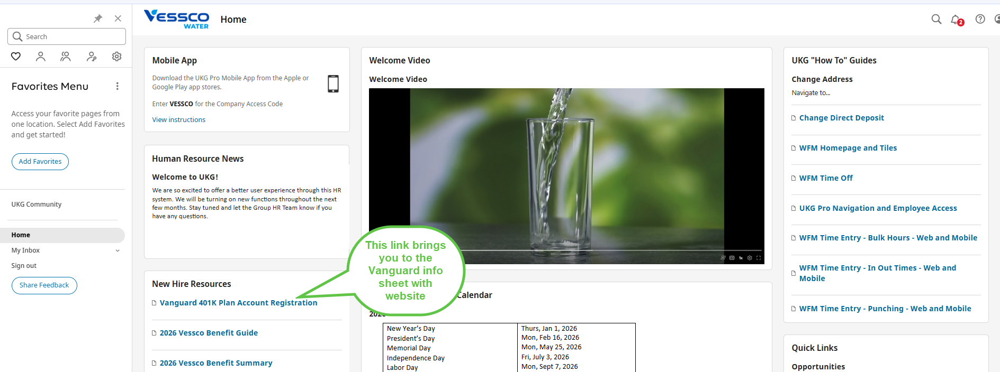 VESSCO
WATER
Home
2
Search
Favorites Menu
Access your favorite pages from
one location. Select Add Favorites
and get started!
Add Favorites
UKG Community
Home
My Inbox
Sign out
Share Feedback
Mobile App
Download the UKG Pro Mobile App from the Apple or
Google Play app stores.
Enter VESSCO for the Company Access Code
View instructions
Human Resource News
Welcome to UKG!
We are so excited to offer a better user experience through this HR
system. We will be turning on new functions throughout the next
few months. Stay tuned and let the Group HR Team know if you
have any questions.
New Hire Resources
Vanguard 401K Plan Account Registration
2026 Vessco Benefit Guide
2026 Vessco Benefit Summary
This link brings
you to the
Vanguard info
sheet with
website
Welcome Video
Welcome Video
1x
Calendar
New Year's Day Thurs, Jan 1, 2026
President's Day Mon, Feb 16, 2026
Memorial Day Mon, May 25, 2026
Independence Day Fri, July 3, 2026
Labor Day Mon, Sept 7, 2026
UKG "How To" Guides
Change Address
Navigate to...
Change Direct Deposit
WFM Homepage and Tiles
WFM Time Off
UKG Pro Navigation and Employee Access
WFM Time Entry - Bulk Hours - Web and Mobile
WFM Time Entry - In Out Times - Web and
Mobile
WFM Time Entry - Punching - Web and Mobile
Quick Links
Opportunities